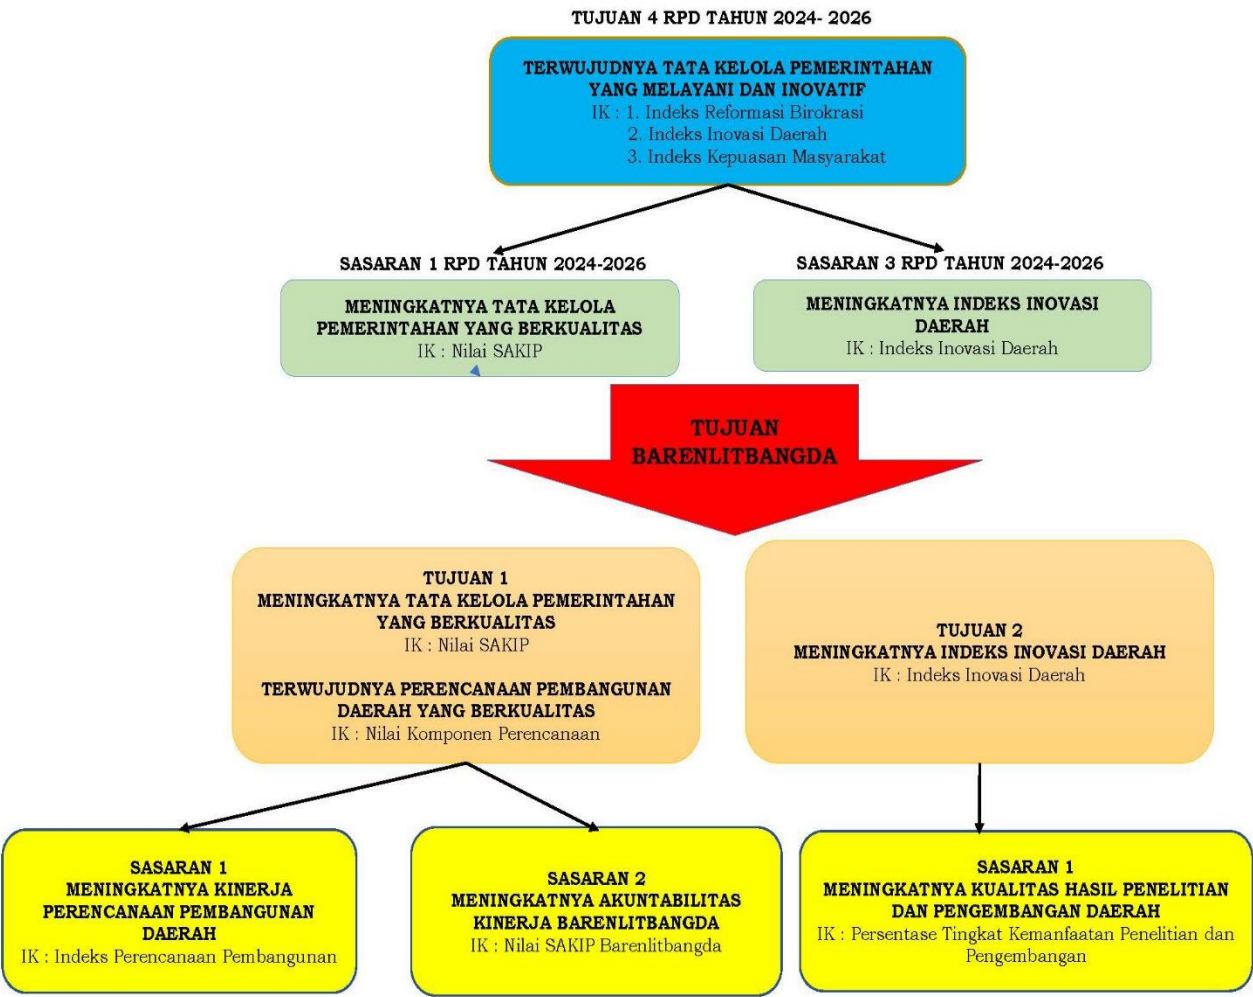 TUJUAN 4 RPD TAHUN 2024- 2026
TERWUJUDNYA TATA KELOLA PEMERINTAHAN
YANG MELAYANI DAN INOVATIF
IK : 1. Indeks Reformasi Birokrasi
2. Indeks Inovasi Daerah
3. Indeks Kepuasan Masyarakat
SASARAN 1 RPD TAHUN 2024-2026
MENINGKATNYA TATA KELOLA
PEMERINTAHAN YANG BERKUALITAS
IK : Nilai SAKIP
SASARAN 3 RPD TAHUN 2024-2026
MENINGKATNYA INDEKS INOVASI
DAERAH
IK : Indeks Inovasi Daerah
TUJUAN
BARENLITBANGDA
TUJUAN 1
MENINGKATNYA TATA KELOLA PEMERINTAHAN
YANG BERKUALITAS
IK : Nilai SAKIP
TERWUJUDNYA PERENCANAAN PEMBANGUNAN
DAERAH YANG BERKUALITAS
IK : Nilai Komponen Perencanaan
TUJUAN 2
MENINGKATNYA INDEKS INOVASI DAERAH
IK : Indeks Inovasi Daerah
SASARAN 1
MENINGKATNYA KINERJA
PERENCANAAN PEMBANGUNAN
DAERAH
IK : Indeks Perencanaan Pembangunan
SASARAN 2
MENINGKATNYA AKUNTABILITAS
KINERJA BARENLITBANGDA
IK : Nilai SAKIP Barenlitbangda
SASARAN 1
MENINGKATNYA KUALITAS HASIL PENELITIAN
DAN PENGEMBANGAN DAERAH
IK : Persentase Tingkat Kemanfaatan Penelitian dan
Pengembangan